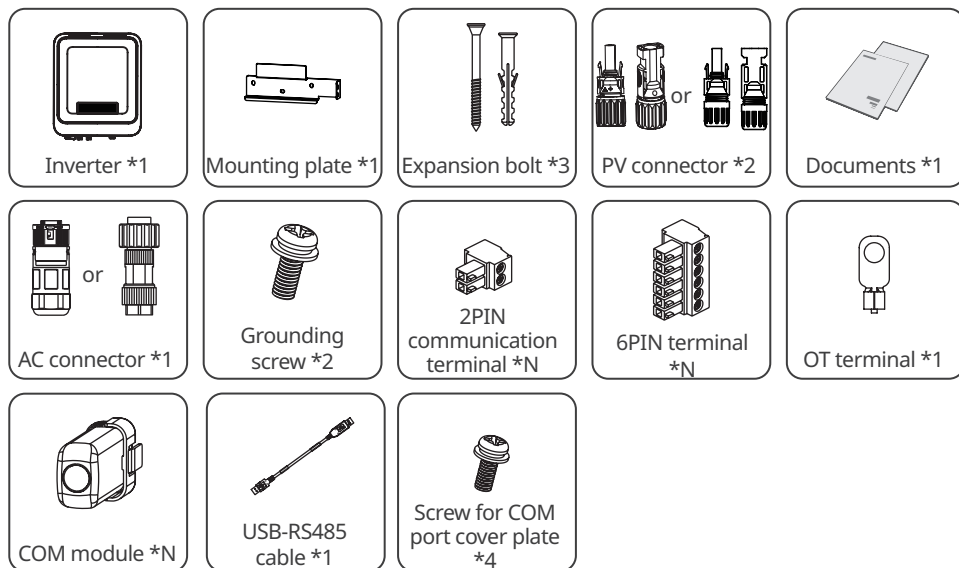 Inverter *1
Mounting plate *1
Expansion bolt *3
or
PV connector *2
Documents *1
or
AC connector *1
Grounding
screw *2
2PIN
communication
terminal *N
6PIN terminal
*N
OT terminal *1
COM module *N
USB-RS485
cable *1
Screw for COM
port cover plate
*4